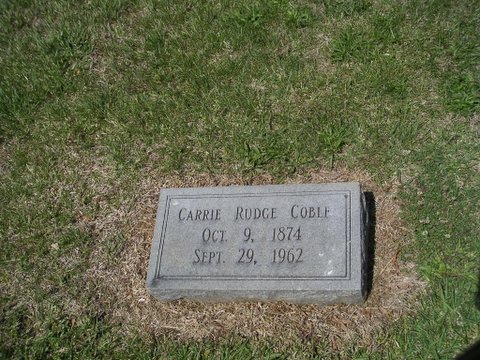 Carrie Rudge Coble
Oct. 9, 1874
Sept. 29, 1962